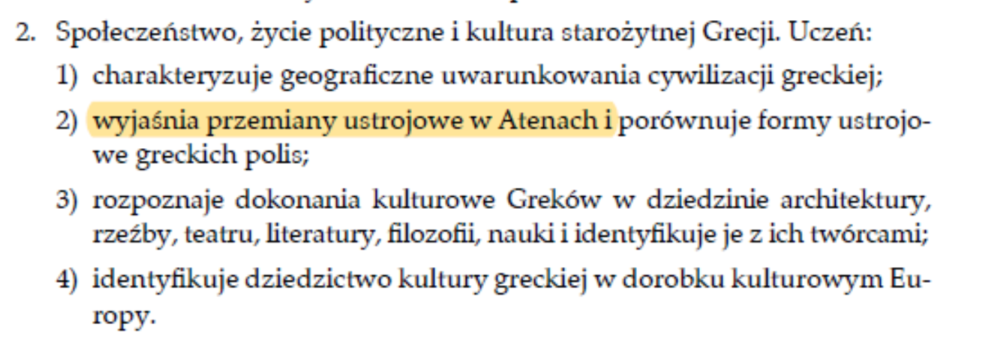 2. Społeczeństwo, życie polityczne i kultura starożytnej Grecji. Uczeń:
1) charakteryzuje geograficzne uwarunkowania cywilizacji greckiej;
2) wyjaśnia przemiany ustrojowe w Atenach i porównuje formy ustrojo-
we greckich polis;
3) rozpoznaje dokonania kulturowe Greków w dziedzinie architektury,
rzeźby, teatru, literatury, filozofii, nauki i identyfikuje je z ich twórcami;
4) identyfikuje dziedzictwo kultury greckiej w dorobku kulturowym Eu-
ropy.